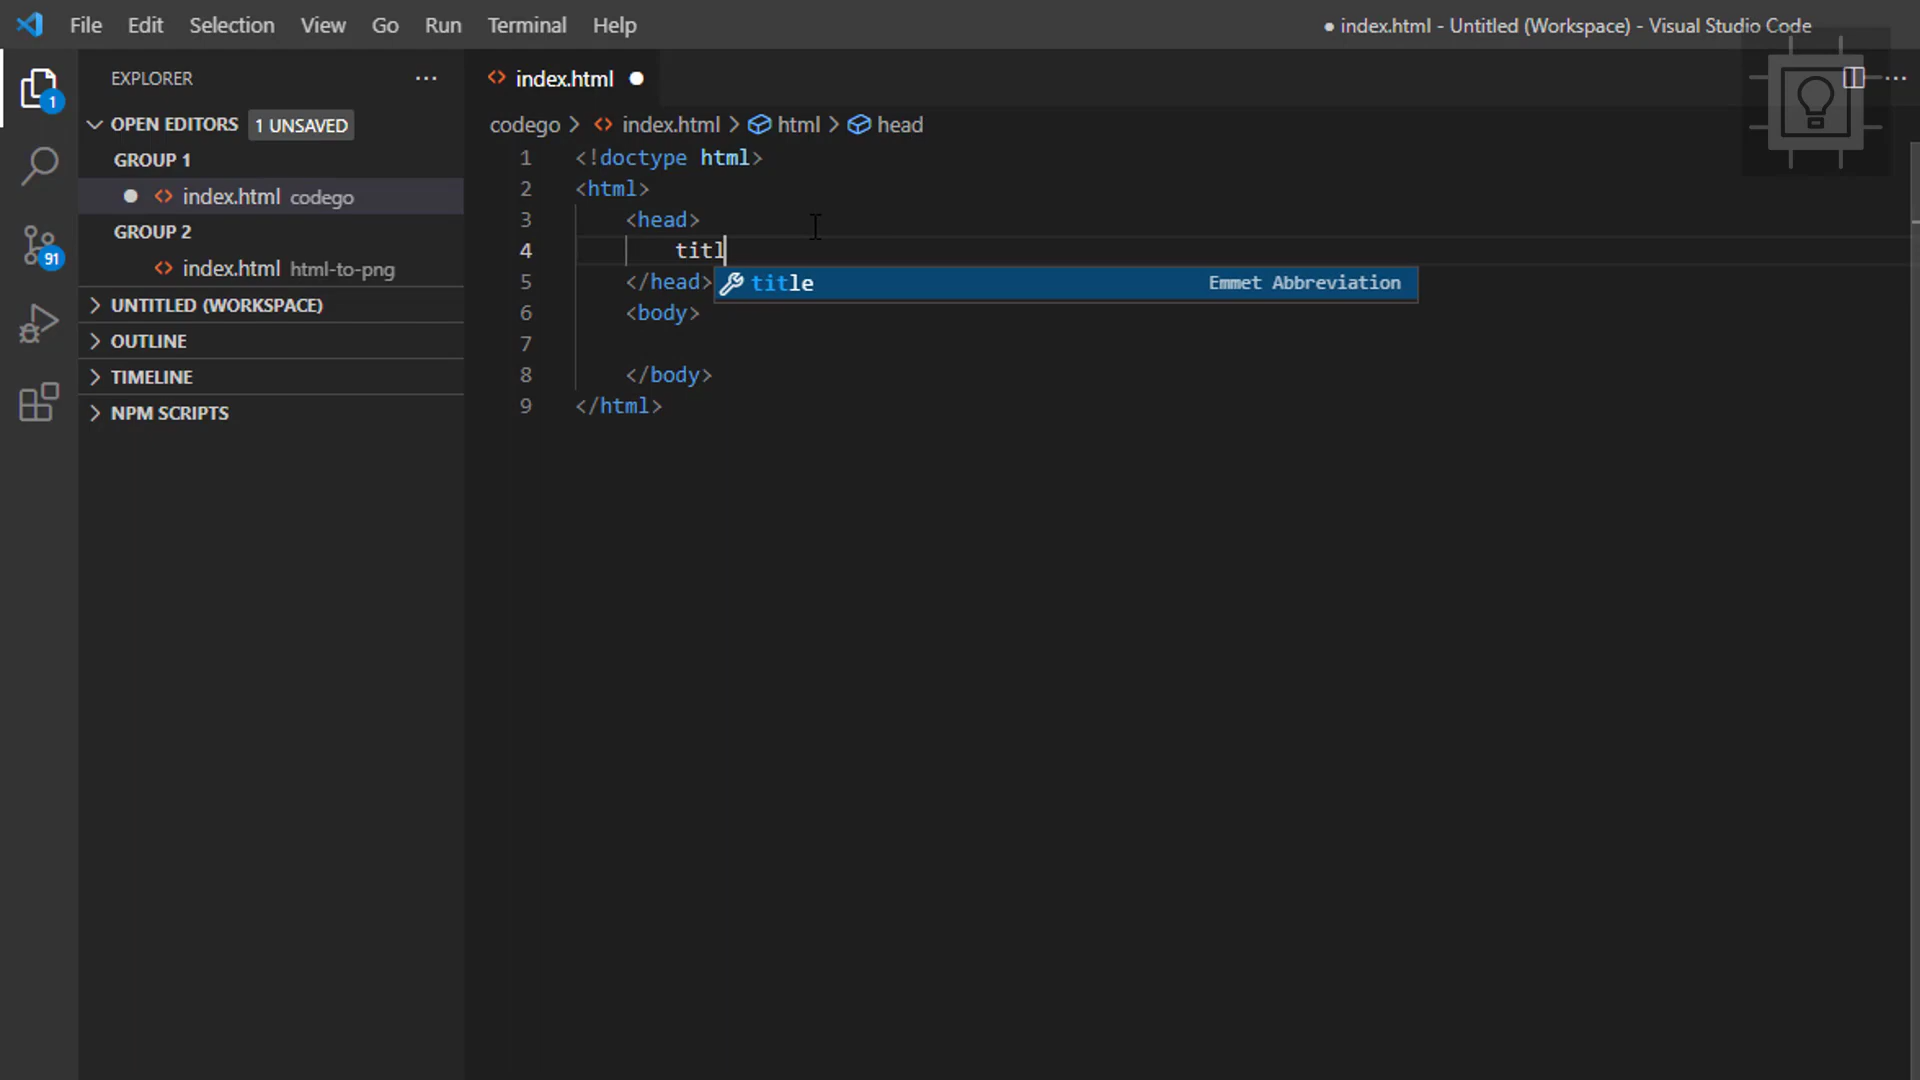 File Edit Selection View Go Run Terminal Help
● index.html - Untitled (Workspace) - Visual Studio Code
EXPLORER
1
OPEN EDITORS 1 UNSAVED
GROUP 1
index.html codego
GROUP 2
91
index.html html-to-png
UNTITLED (WORKSPACE)
OUTLINE
TIMELINE
NPM SCRIPTS
index.html
codego > index.html > html > head
1 <!doctype html>
2 <html>
3 <head>
4 titl
5 </head>
title Emmet Abbreviation
6 <body>
7
8 </body>
9 </html>